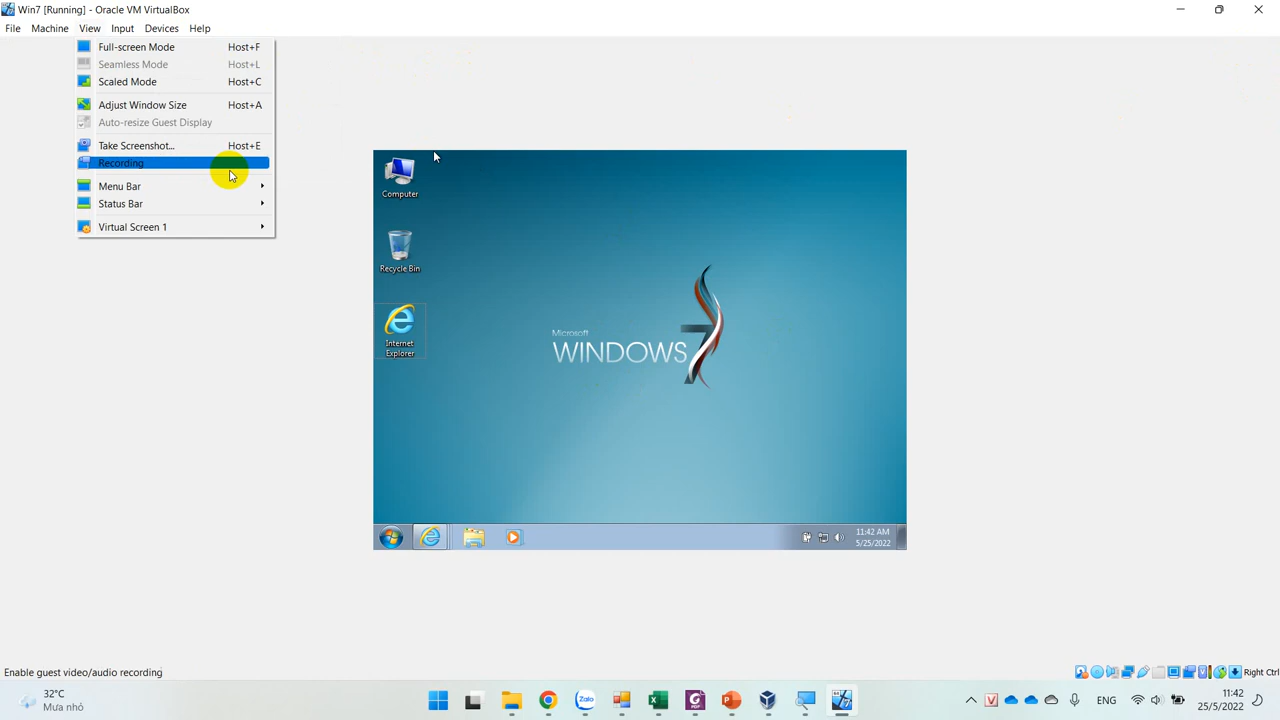 Win7 [Running] - Oracle VM VirtualBox
File Machine View Input Devices Help
Full-screen Mode Host+F
Seamless Mode Host+L
Scaled Mode Host+C
Adjust Window Size Host+A
Auto-resize Guest Display
Take Screenshot... Host+E
Recording
Menu Bar
Status Bar
Virtual Screen 1
Computer
Recycle Bin
Internet
Explorer
Microsoft
WINDOWS 7
11:42 AM
5/25/2022
Enable guest video/audio recording
Right Ctrl
32°C
Mưa nhỏ
Zalo
ENG
11:42
25/5/2022